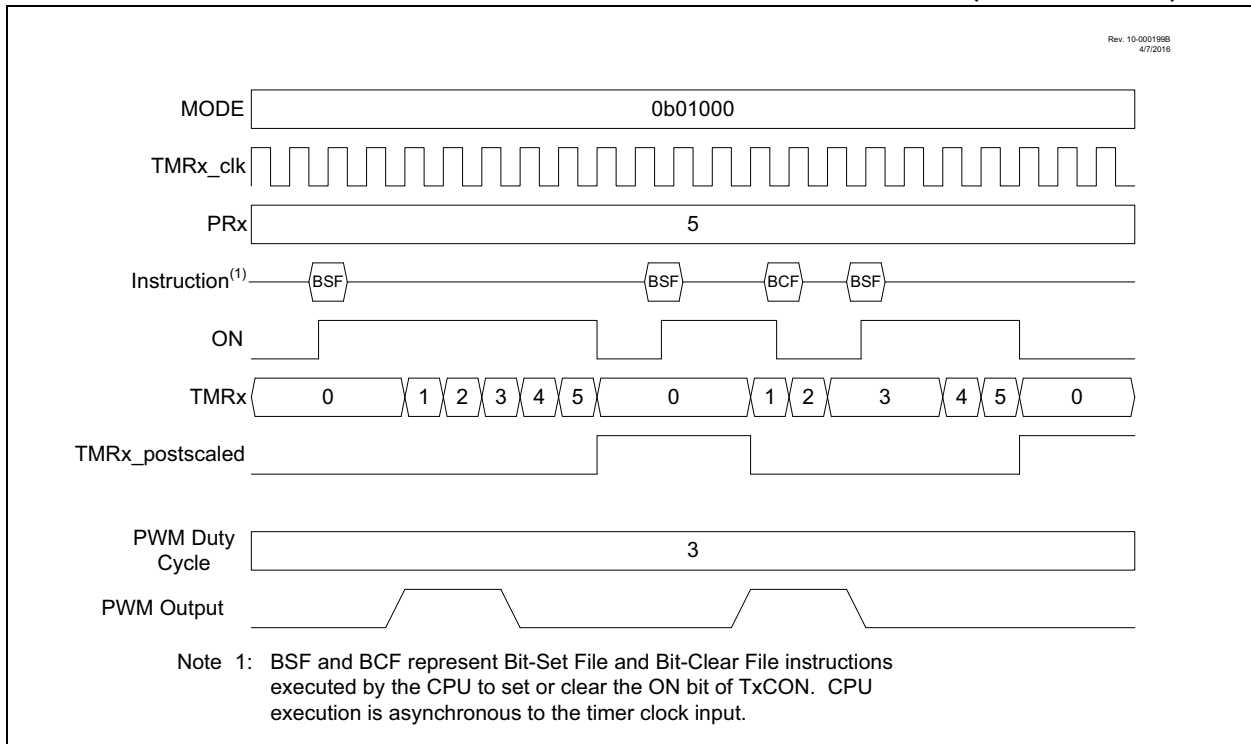 Rev. 10-000199B
4/7/2016
MODE 0b01000
TMRx_clk
PRx 5
Instruction(1) BSF BSF BCF BSF
ON
TMRx 0 1 2 3 4 5 0 1 2 3 4 5 0
TMRx_postscaled
PWM Duty
Cycle 3
PWM Output
Note 1: BSF and BCF represent Bit-Set File and Bit-Clear File instructions
executed by the CPU to set or clear the ON bit of TxCON. CPU
execution is asynchronous to the timer clock input.